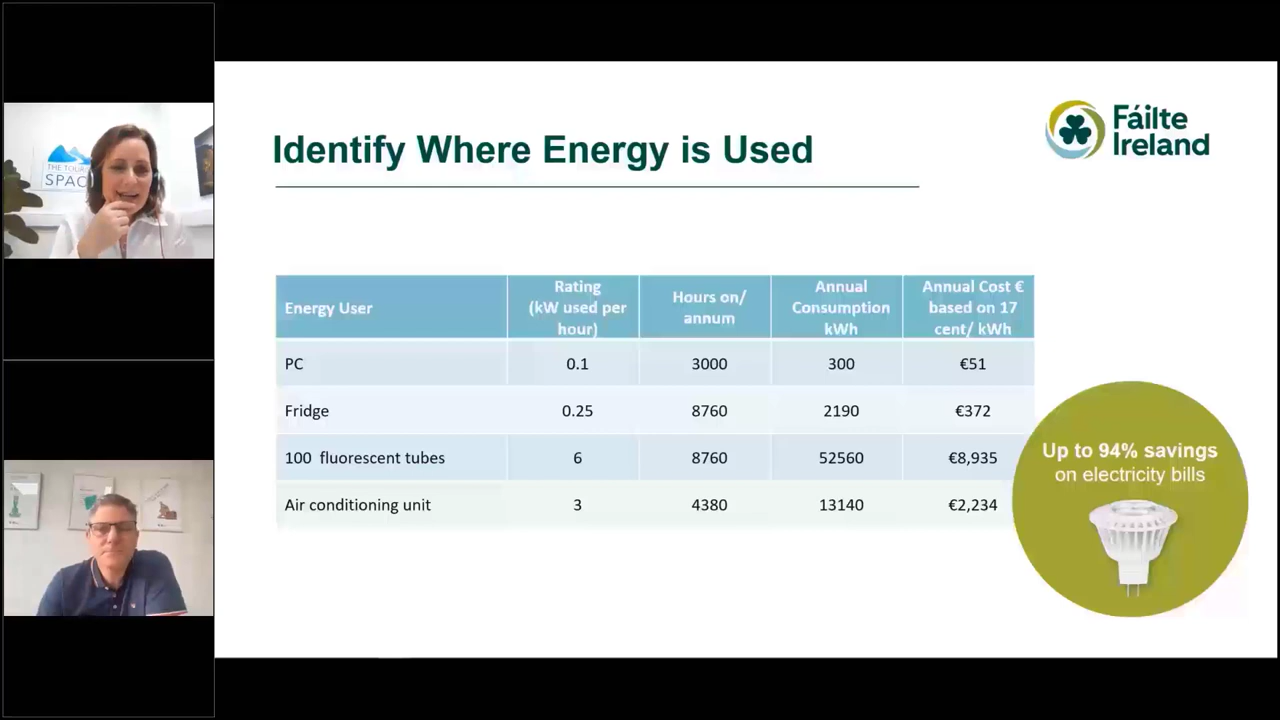 THE TOUR
SPAC
Identify Where Energy is Used
Fáilte
Ireland
Energy User
Rating
(kW used per
hour)
Hours on/
annum
Annual
Consumption
kWh
Annual Cost €
based on 17
cent/ kWh
PC
0.1
3000
300
€51
Fridge
0.25
8760
2190
€372
100 fluorescent tubes
6
8760
52560
€8,935
Air conditioning unit
3
4380
13140
€2,234
Up to 94% savings
on electricity bills